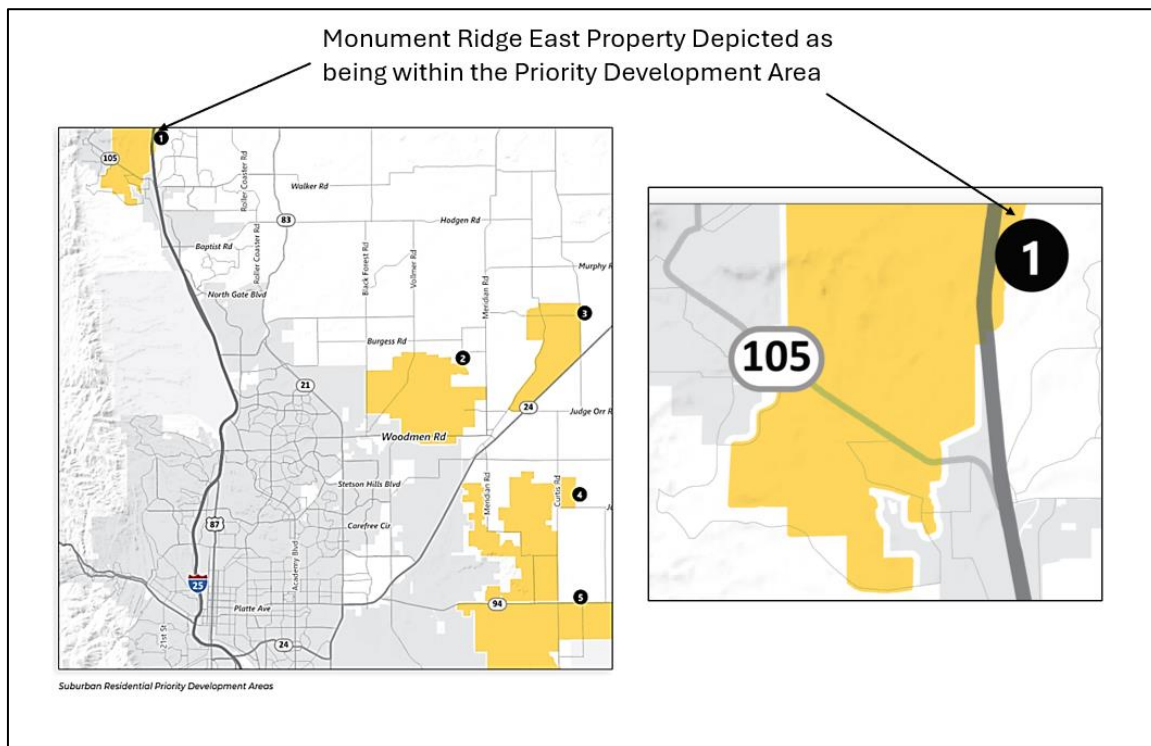 Monument Ridge East Property Depicted as
being within the Priority Development Area
1
105
Roller Coaster Rd
Walker Rd
83
Hodgen Rd
Baptist Rd
Roller Coaster Rd
Black Forest Rd
Vollmer Rd
Meridian Rd
Murphy R
North Gate Blvd
3
Burgess Rd
2
21
24
Judge Orr R
Woodmen Rd
Stetson Hills Blvd
Meridian Rd
Curtis Rd
4
87
Carefree Cir
Academy Blvd
25
94
5
Platte Ave
21st St
24
Suburban Residential Priority Development Areas
1
105